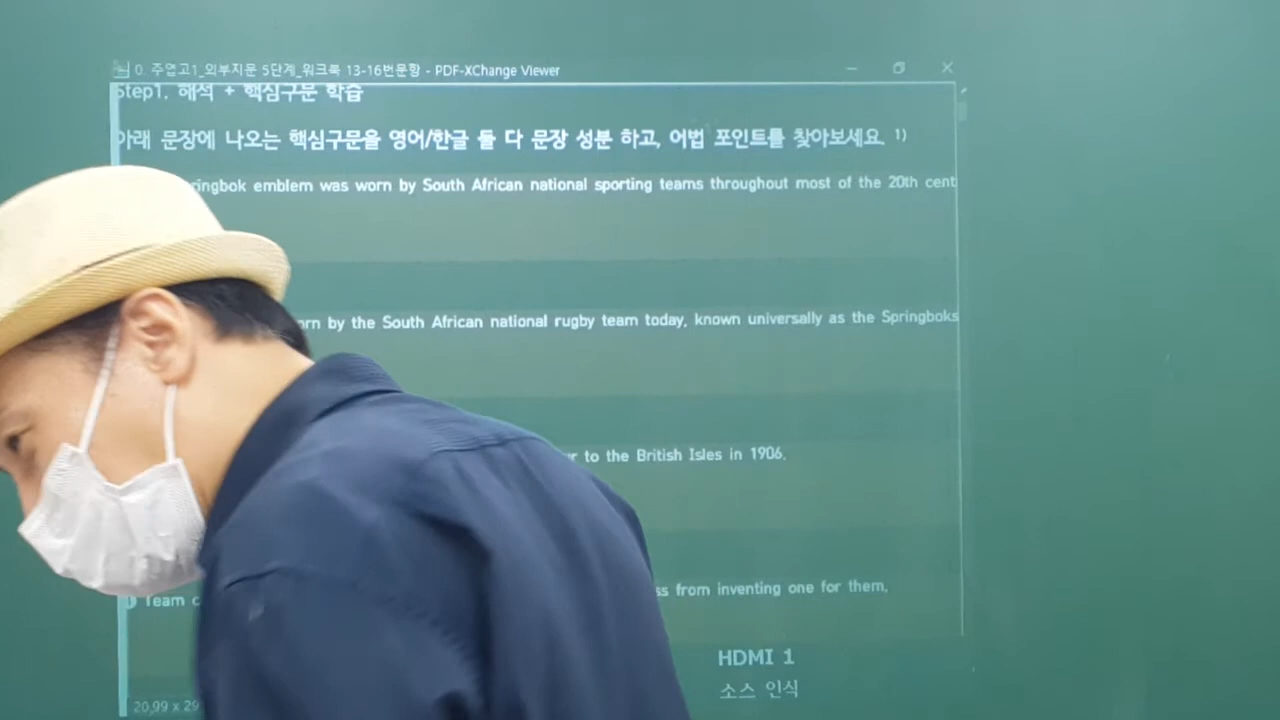 0. 주엽고1_외부지문 5단계_워크북 13-16번문항 - PDF-XChange Viewer
Step1. 해석 + 핵심구문 학습
아래 문장에 나오는 핵심구문을 영어/한글 둘 다 문장 성분 하고, 어법 포인트를 찾아보세요. 1)
ringbok emblem was worn by South African national sporting teams throughout most of the 20th cent
orn by the South African national rugby team today, known universally as the Springboks
r to the British Isles in 1906.
ss from inventing one for them.
Team c
HDMI 1
소스 인식
20,99 x 29